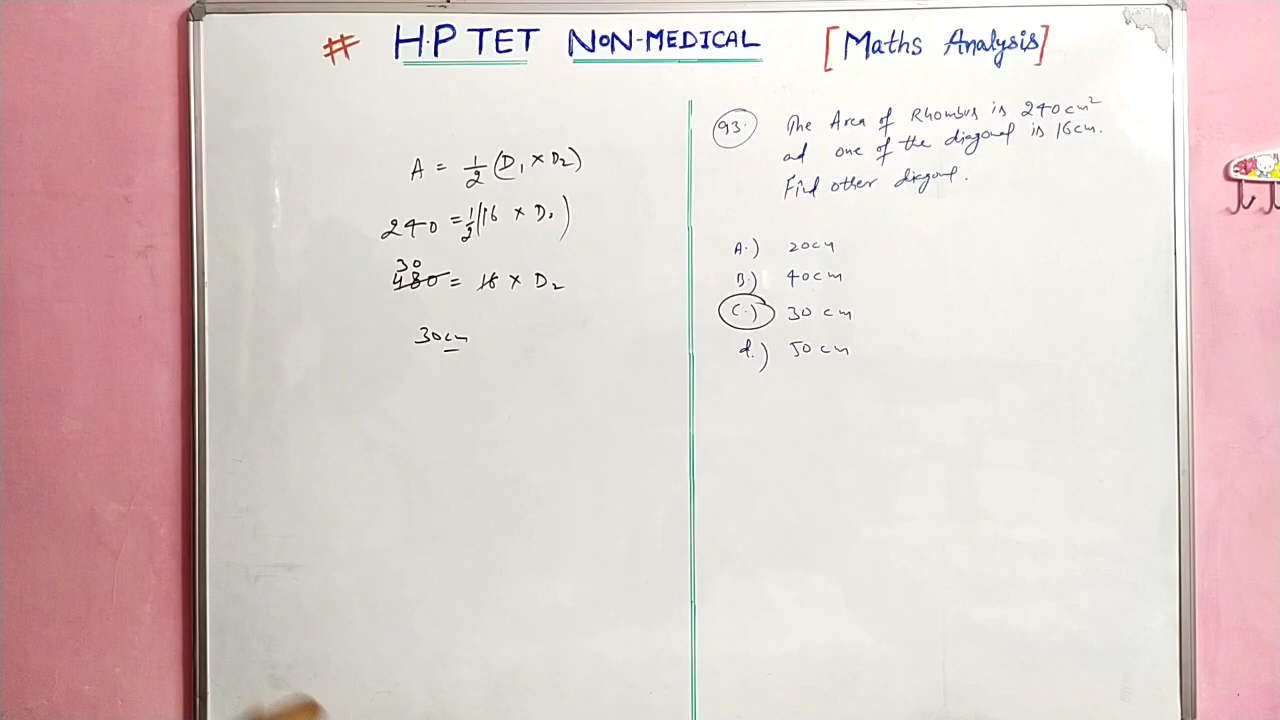 # H.P TET NON-MEDICAL [Maths Analysis]
A = 1/2 (D1 × D2)
240 = 1/2 (16 × D2)
30
480 = 16 × D2
30cm
93. The Area of Rhombus is 240cm²
and one of the diagonal is 16cm.
Find other diagonal.
A.) 20cm
B.) 40cm
C.) 30 cm
d.) 50 cm